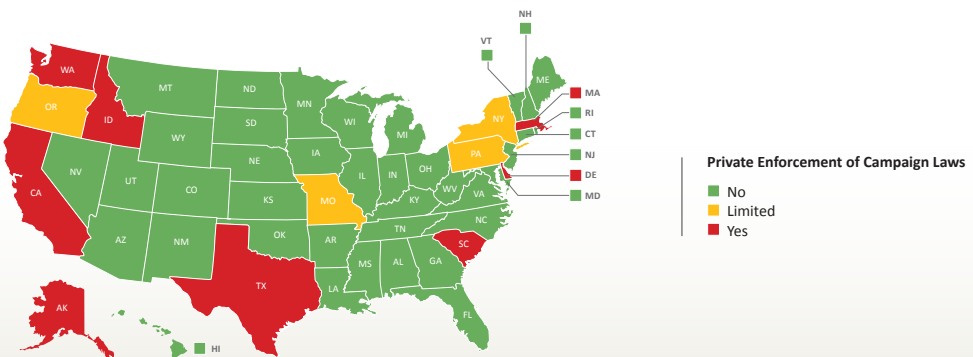 NH
VT
WA
MT
ND
MN
ME
OR
ID
SD
WI
MI
NY
MA
RI
WY
CT
NV
NE
IA
PA
NJ
CA
UT
CO
IL
IN
OH
DE
KS
MO
KY
WV
VA
MD
AZ
NM
OK
AR
TN
NC
SC
TX
LA
MS
AL
GA
FL
AK
HI
Private Enforcement of Campaign Laws
No
Limited
Yes